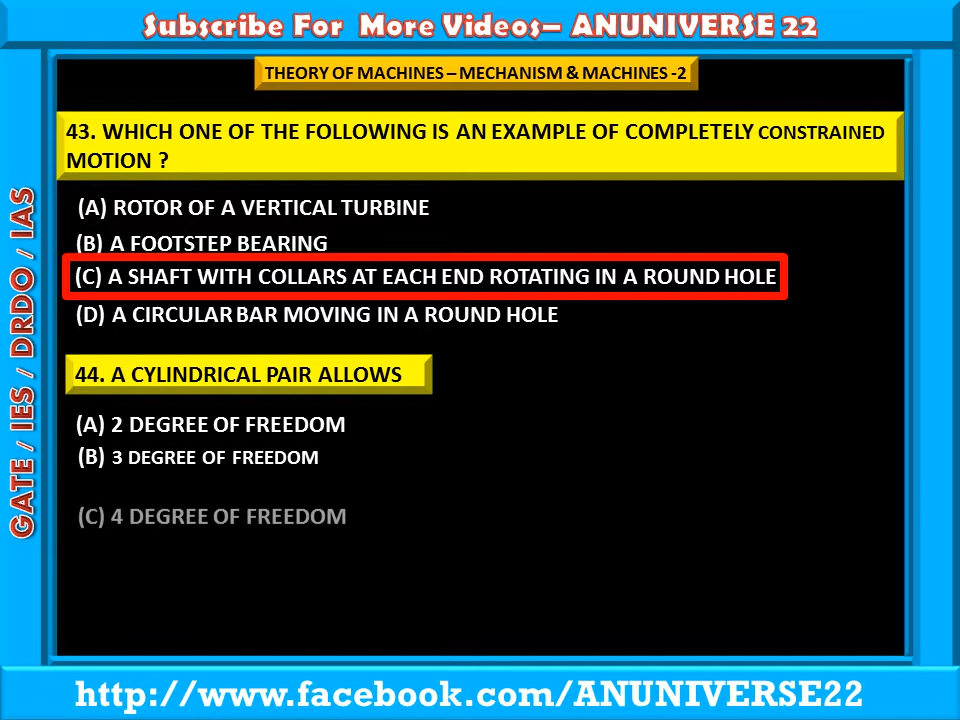 Subscribe For More Videos– ANUNIVERSE 22
THEORY OF MACHINES – MECHANISM & MACHINES -2
43. WHICH ONE OF THE FOLLOWING IS AN EXAMPLE OF COMPLETELY CONSTRAINED
MOTION ?
(A) ROTOR OF A VERTICAL TURBINE
(B) A FOOTSTEP BEARING
(C) A SHAFT WITH COLLARS AT EACH END ROTATING IN A ROUND HOLE
(D) A CIRCULAR BAR MOVING IN A ROUND HOLE
44. A CYLINDRICAL PAIR ALLOWS
(A) 2 DEGREE OF FREEDOM
(B) 3 DEGREE OF FREEDOM
(C) 4 DEGREE OF FREEDOM
GATE / IES / DRDO / IAS
http://www.facebook.com/ANUNIVERSE22